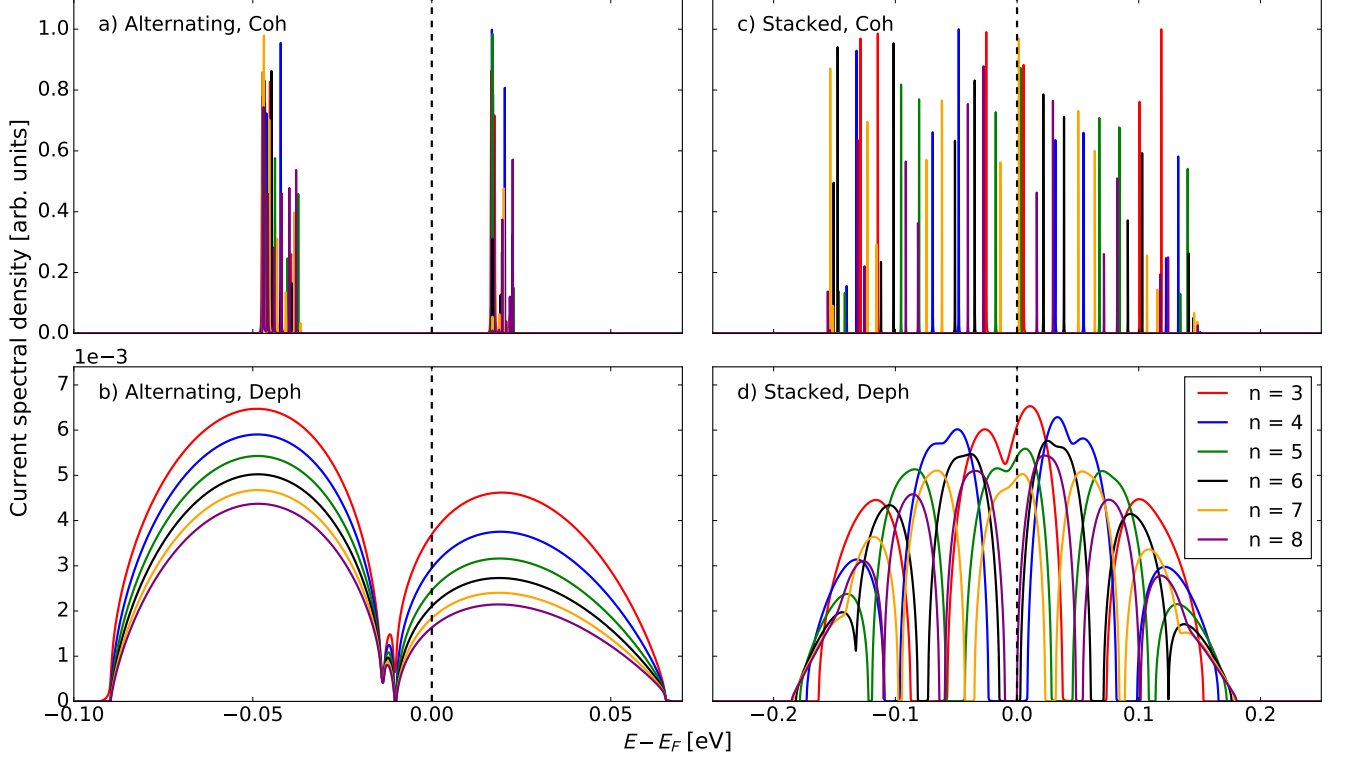 a) Alternating, Coh
c) Stacked, Coh
1.0
0.8
0.6
0.4
0.2
0.0
Current spectral density [arb. units]
1e−3
b) Alternating, Deph
d) Stacked, Deph
7
6
5
4
3
2
1
0
n = 3
n = 4
n = 5
n = 6
n = 7
n = 8
−0.10 −0.05 0.00 0.05
−0.2 −0.1 0.0 0.1 0.2
E − E_F [eV]